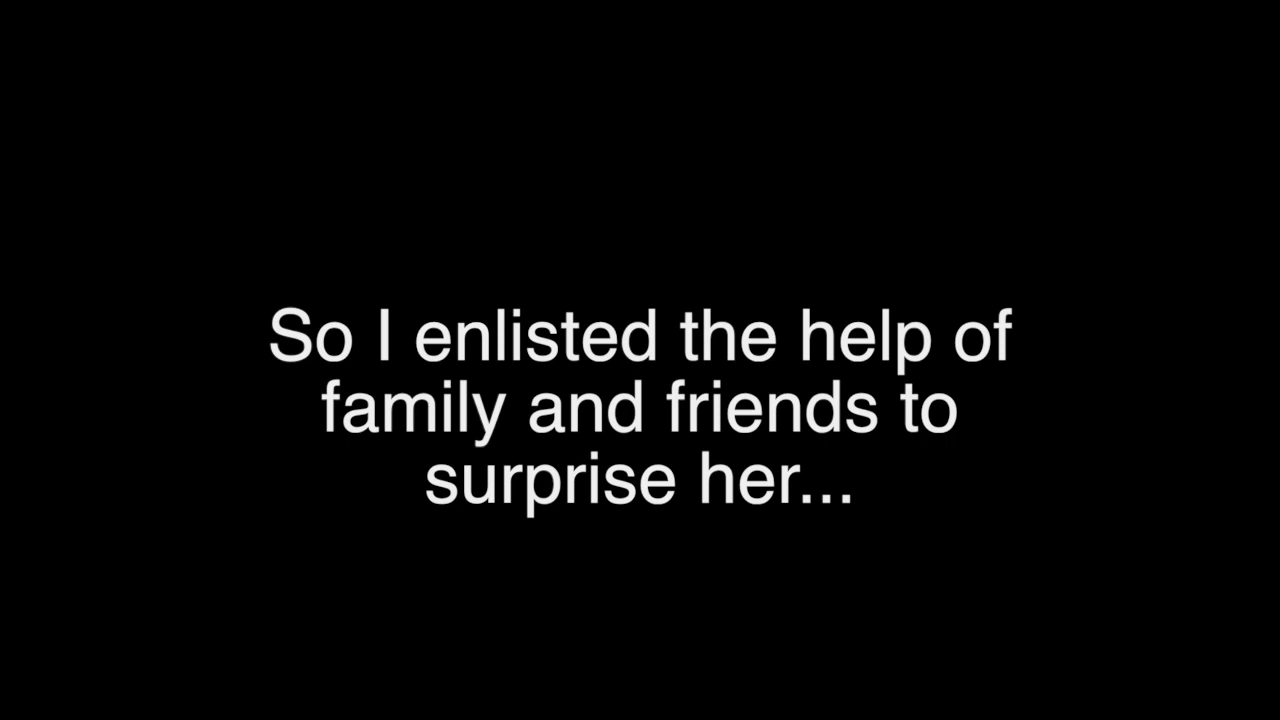 So I enlisted the help of
family and friends to
surprise her...